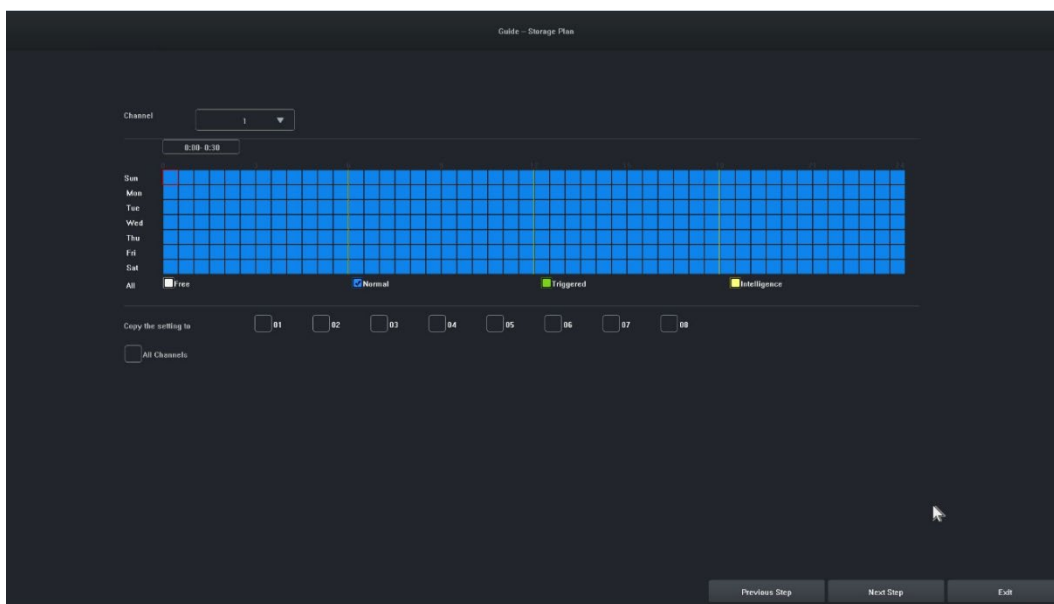 Guide – Storage Plan
Channel 1
0:00- 0:30
Sun
Mon
Tue
Wed
Thu
Fri
Sat
All Free Normal Triggered Intelligence
Copy the setting to 01 02 03 04 05 06 07 08
All Channels
Previous Step Next Step Exit